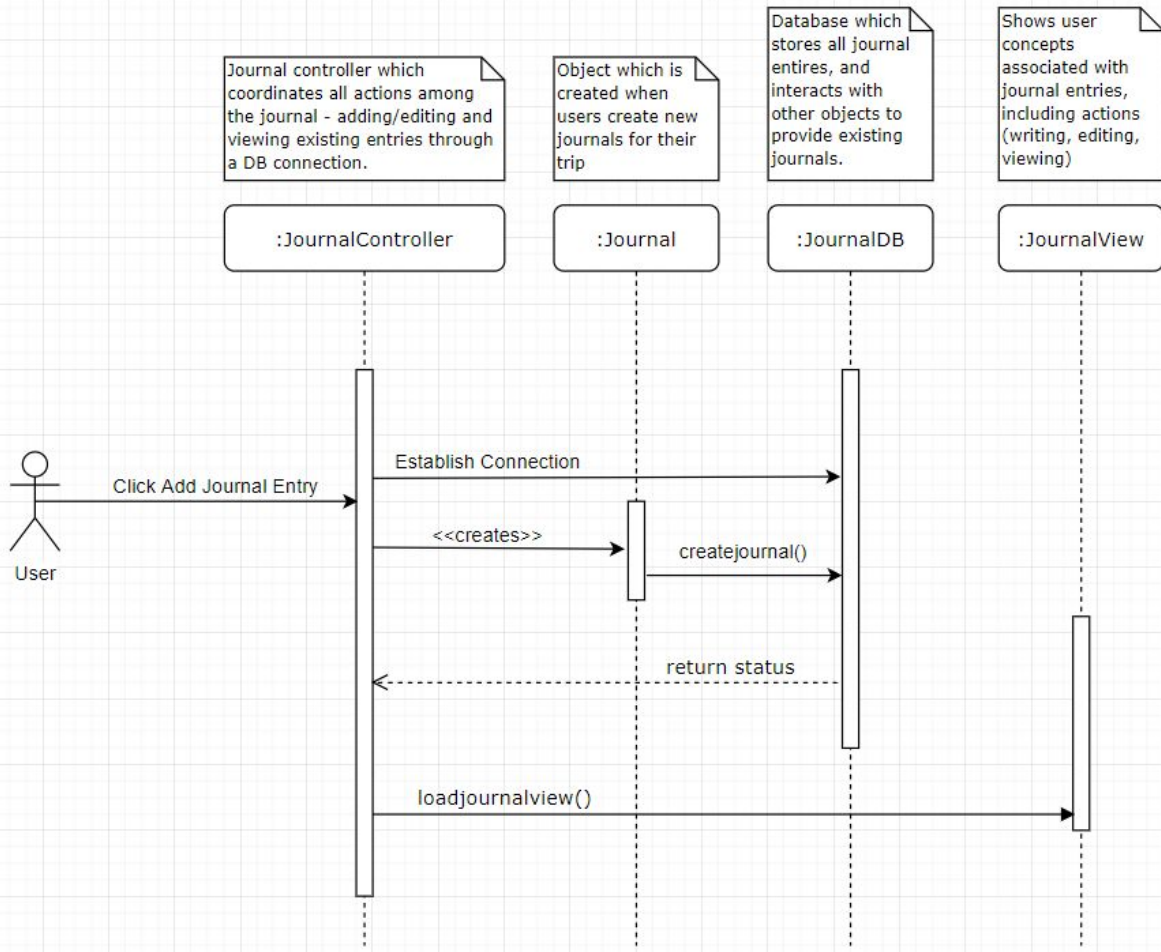 Journal controller which
coordinates all actions among
the journal - adding/editing and
viewing existing entries through
a DB connection.
Object which is
created when
users create new
journals for their
trip
Database which
stores all journal
entires, and
interacts with
other objects to
provide existing
journals.
Shows user
concepts
associated with
journal entries,
including actions
(writing, editing,
viewing)
:JournalController
:Journal
:JournalDB
:JournalView
Establish Connection
Click Add Journal Entry
<<creates>>
createjournal()
User
return status
loadjournalview()